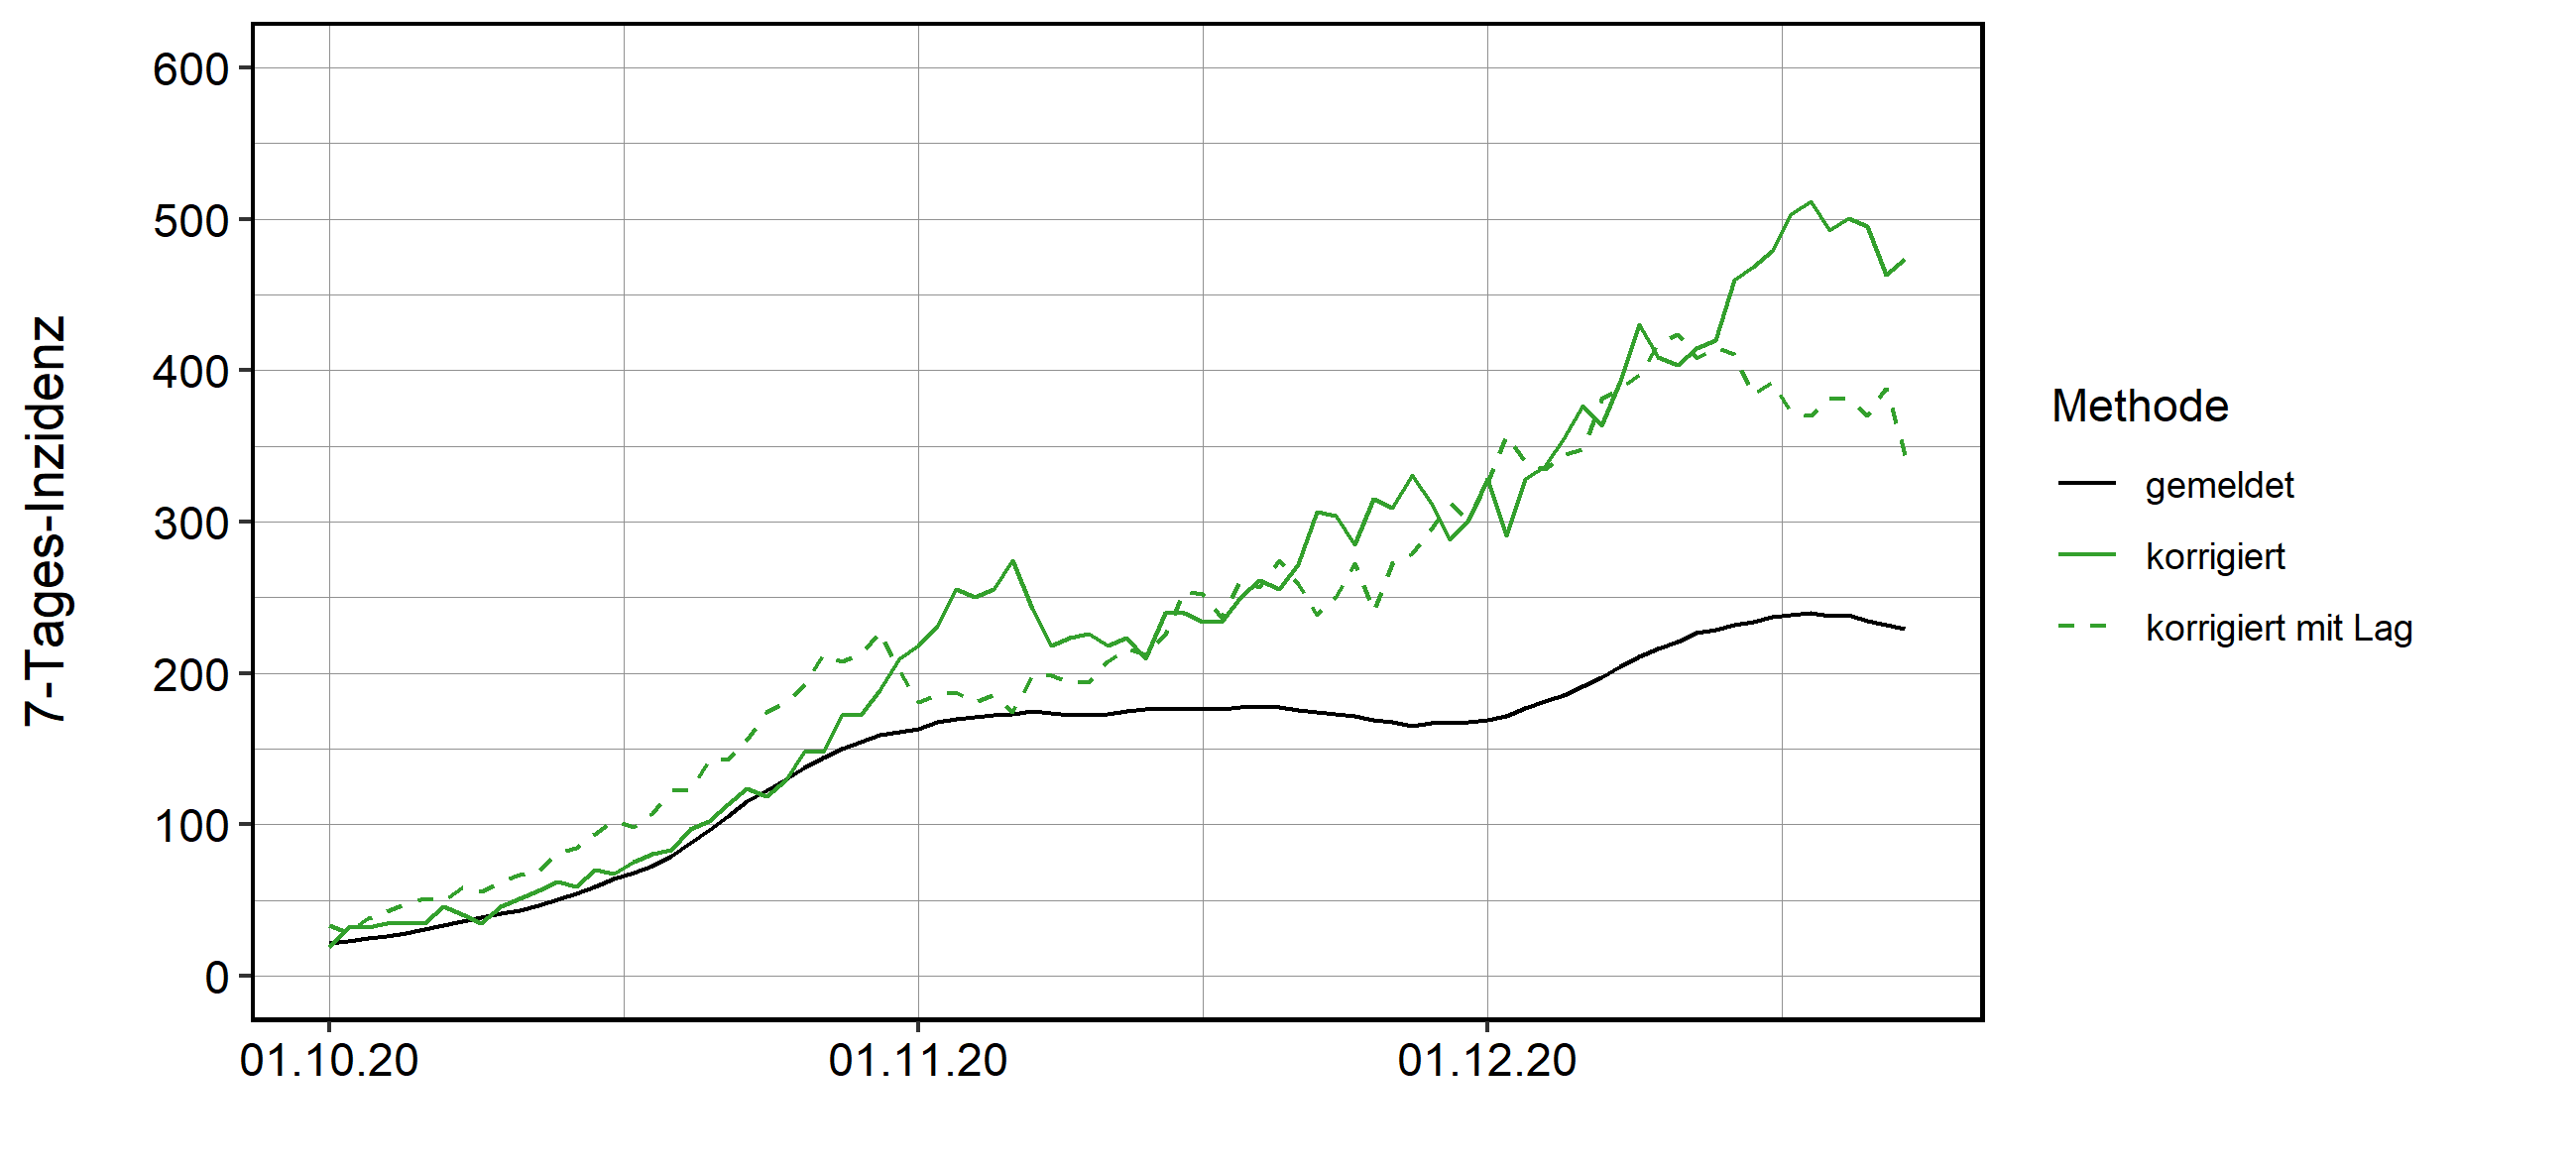 7-Tages-Inzidenz
600
500
400
300
200
100
0
01.10.20
01.11.20
01.12.20
Methode
gemeldet
korrigiert
korrigiert mit Lag